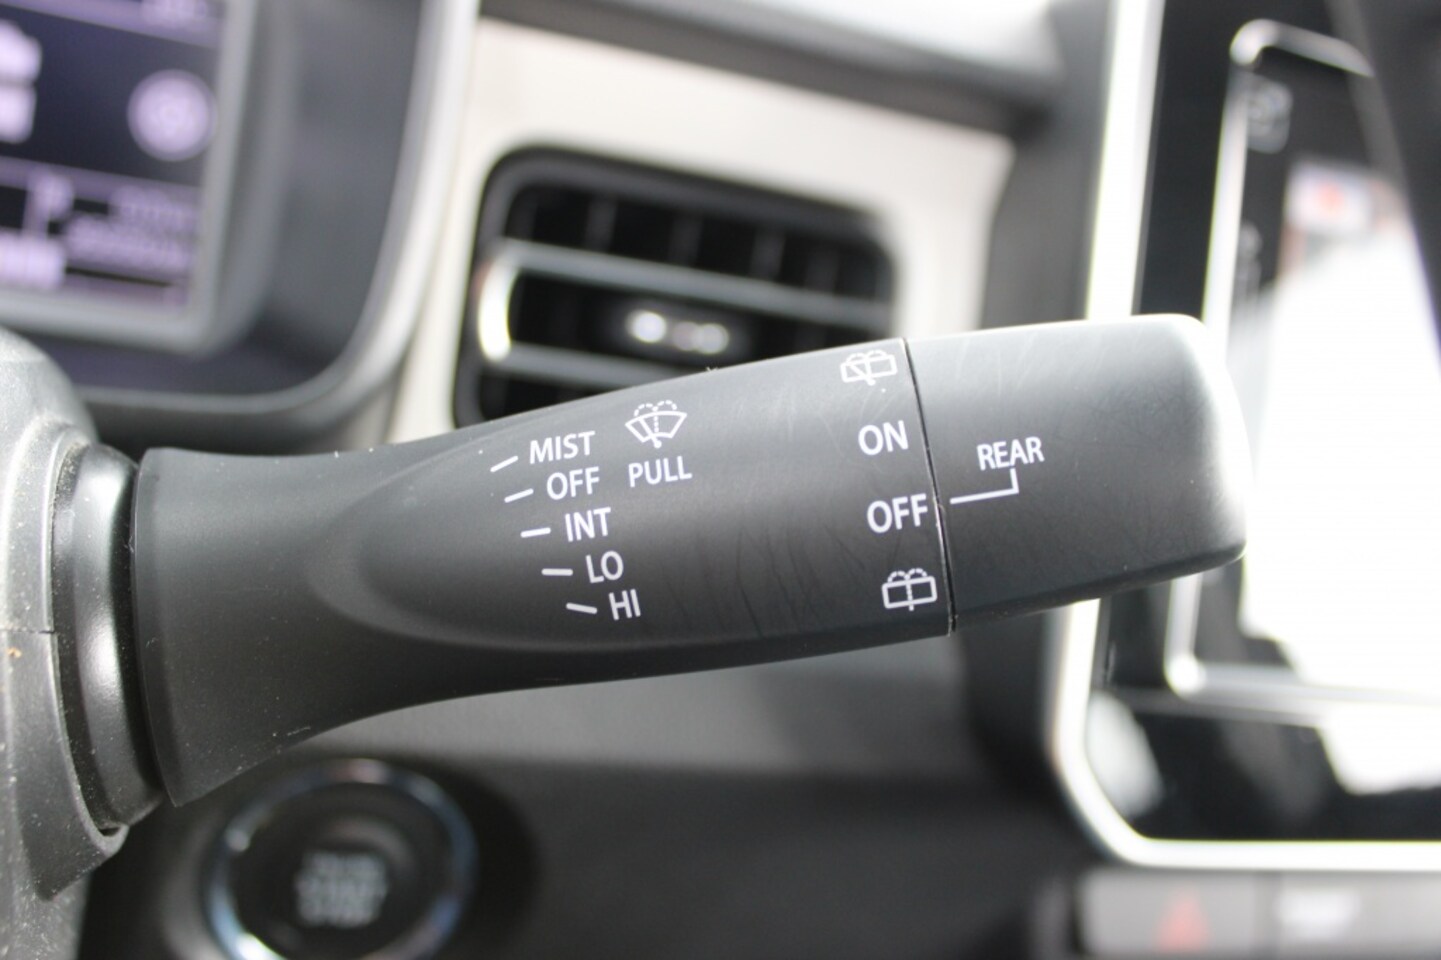 MIST
OFF
PULL
INT
LO
HI
ON
OFF
REAR